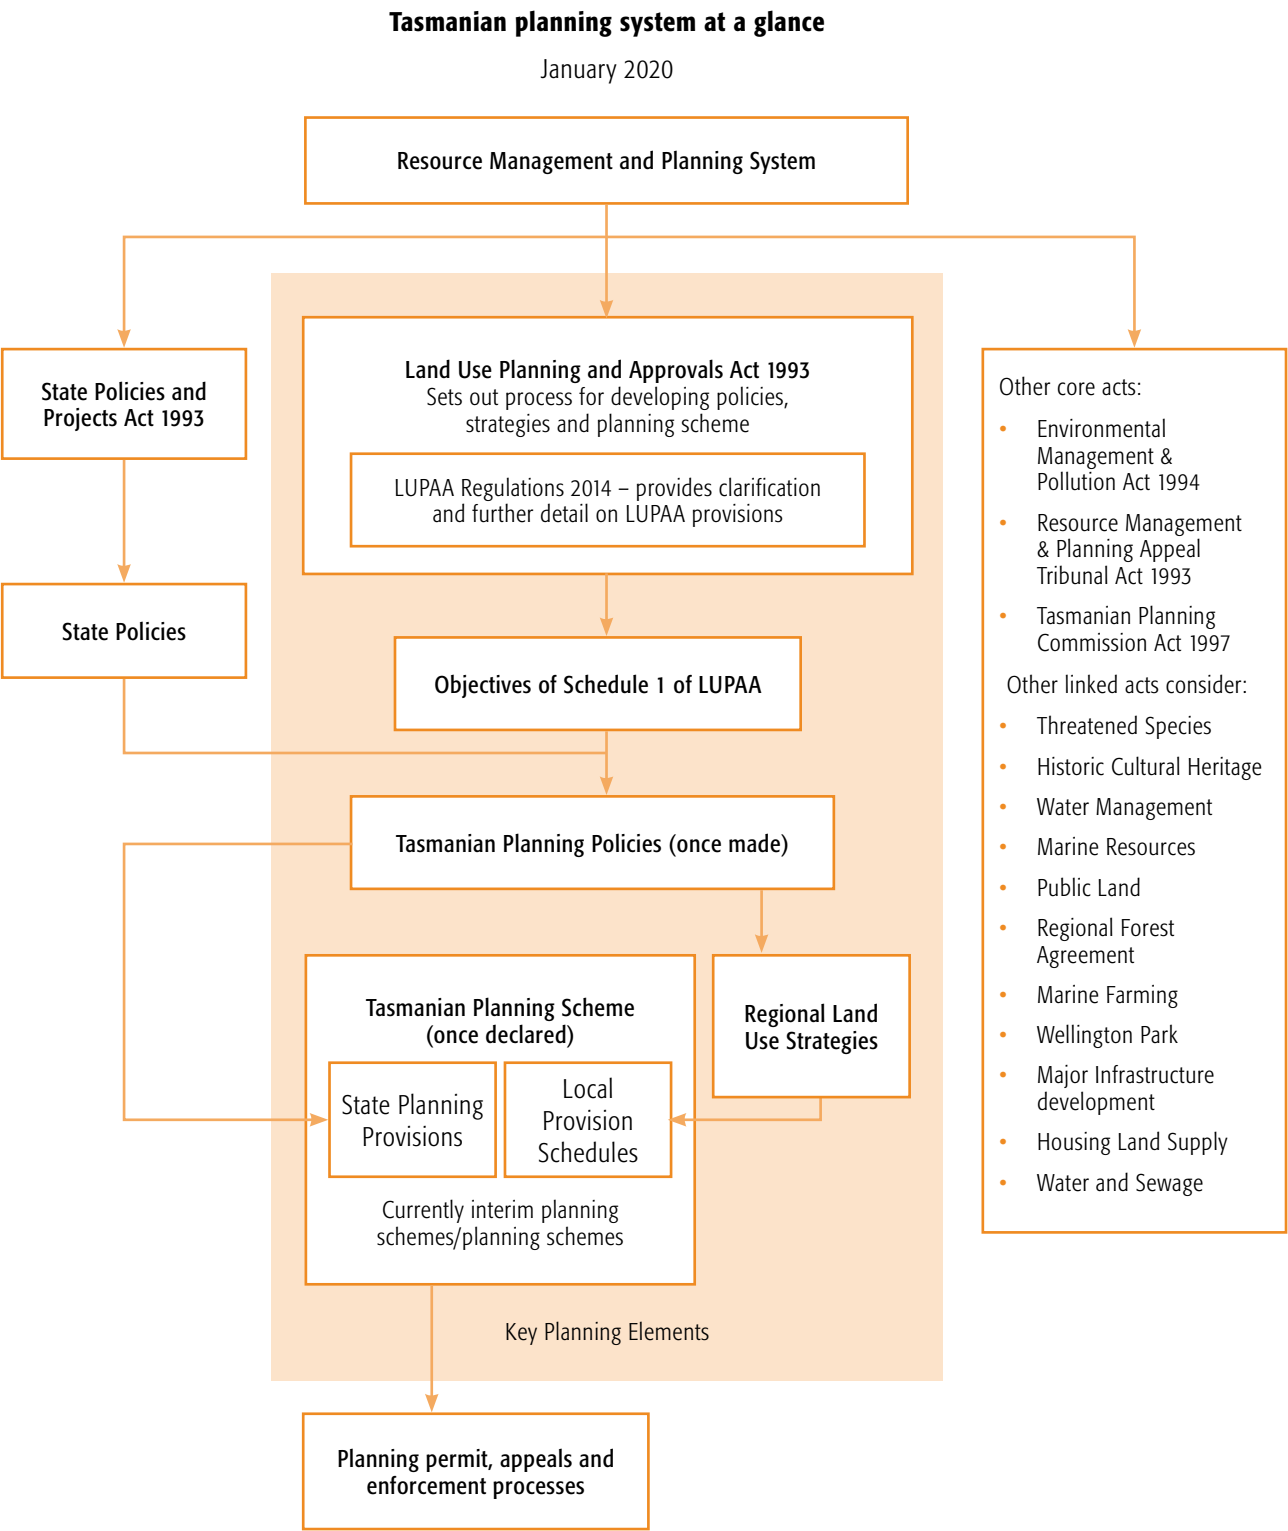 Tasmanian planning system at a glance
January 2020
Resource Management and Planning System
State Policies and
Projects Act 1993
State Policies
Land Use Planning and Approvals Act 1993
Sets out process for developing policies,
strategies and planning scheme
LUPAA Regulations 2014 – provides clarification
and further detail on LUPAA provisions
Objectives of Schedule 1 of LUPAA
Tasmanian Planning Policies (once made)
Tasmanian Planning Scheme
(once declared)
State Planning
Provisions
Local
Provision
Schedules
Currently interim planning
schemes/planning schemes
Regional Land
Use Strategies
Key Planning Elements
Planning permit, appeals and
enforcement processes
Other core acts:
• Environmental
Management &
Pollution Act 1994
• Resource Management
& Planning Appeal
Tribunal Act 1993
• Tasmanian Planning
Commission Act 1997
Other linked acts consider:
• Threatened Species
• Historic Cultural Heritage
• Water Management
• Marine Resources
• Public Land
• Regional Forest
Agreement
• Marine Farming
• Wellington Park
• Major Infrastructure
development
• Housing Land Supply
• Water and Sewage